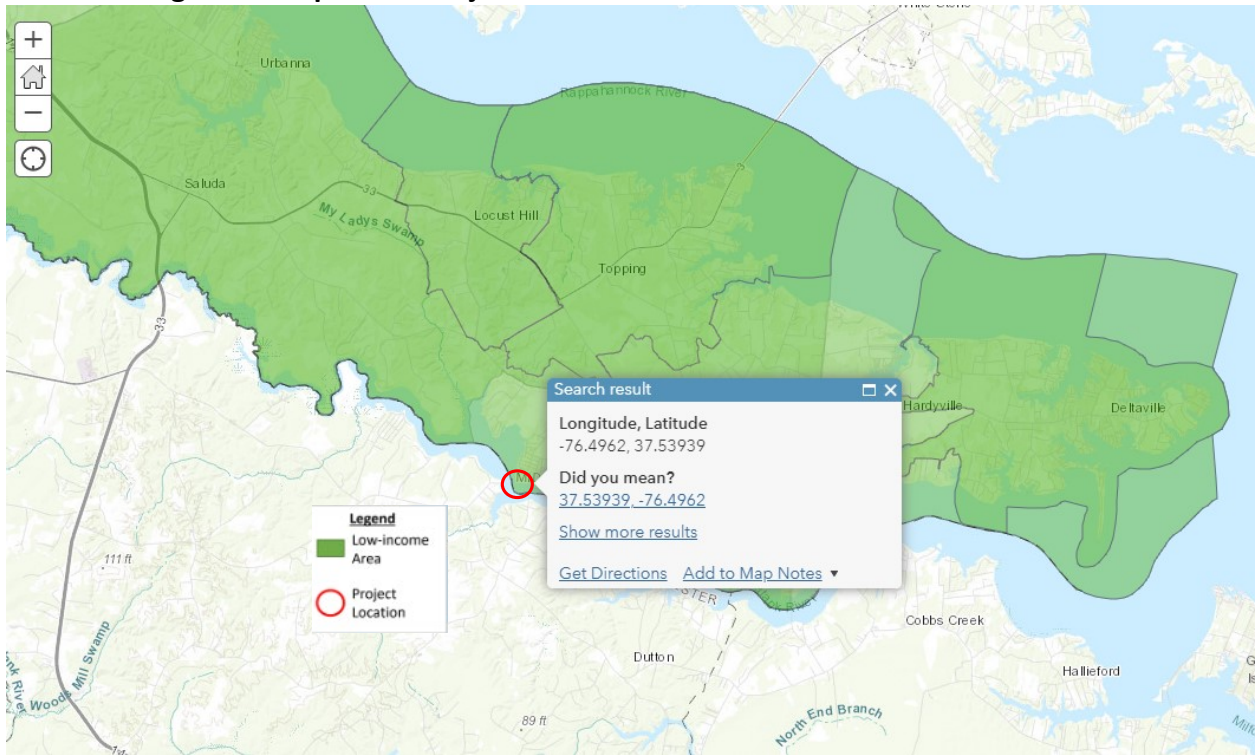 Urbanna
Rappahannock River
Saluda
33
My Ladys Swamp
Locust Hill
3
Topping
33
Search result
Longitude, Latitude
-76.4962, 37.53939
Did you mean?
37.53939, -76.4962
Show more results
Get Directions Add to Map Notes
Hardyville
Deltaville
Legend
Low-income
Area
Project
Location
111 ft
Cobbs Creek
Dutton
Hallieford
Woods Mill Swamp
89 ft
North End Branch
14